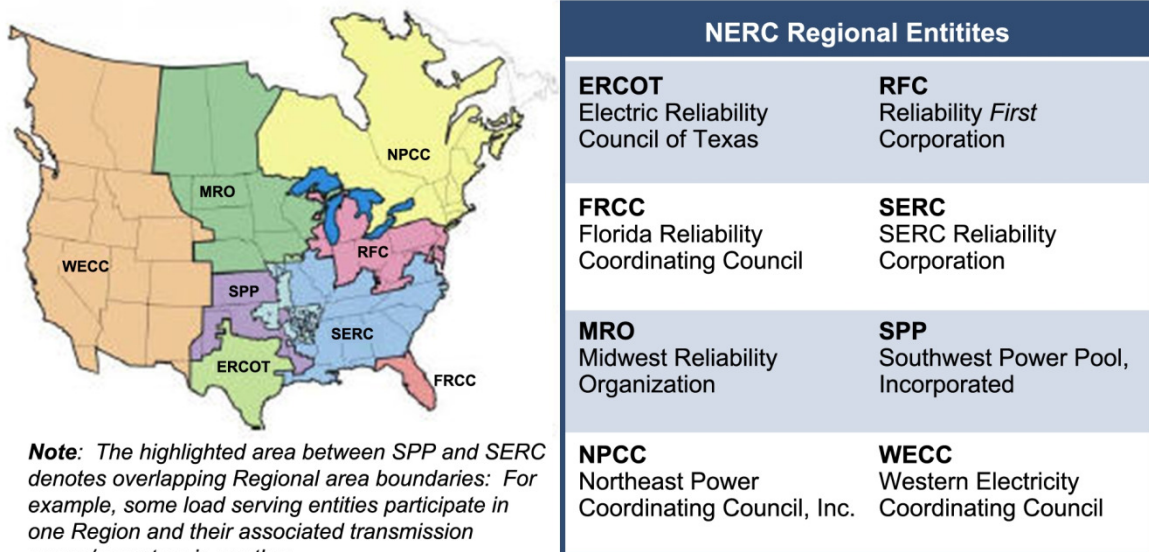 NPCC
MRO
WECC
RFC
SPP
SERC
ERCOT
FRCC
Note: The highlighted area between SPP and SERC
denotes overlapping Regional area boundaries: For
example, some load serving entities participate in
one Region and their associated transmission
NERC Regional Entitites
ERCOT
Electric Reliability
Council of Texas
RFC
Reliability First
Corporation
FRCC
Florida Reliability
Coordinating Council
SERC
SERC Reliability
Corporation
MRO
Midwest Reliability
Organization
SPP
Southwest Power Pool,
Incorporated
NPCC
Northeast Power
Coordinating Council, Inc.
WECC
Western Electricity
Coordinating Council